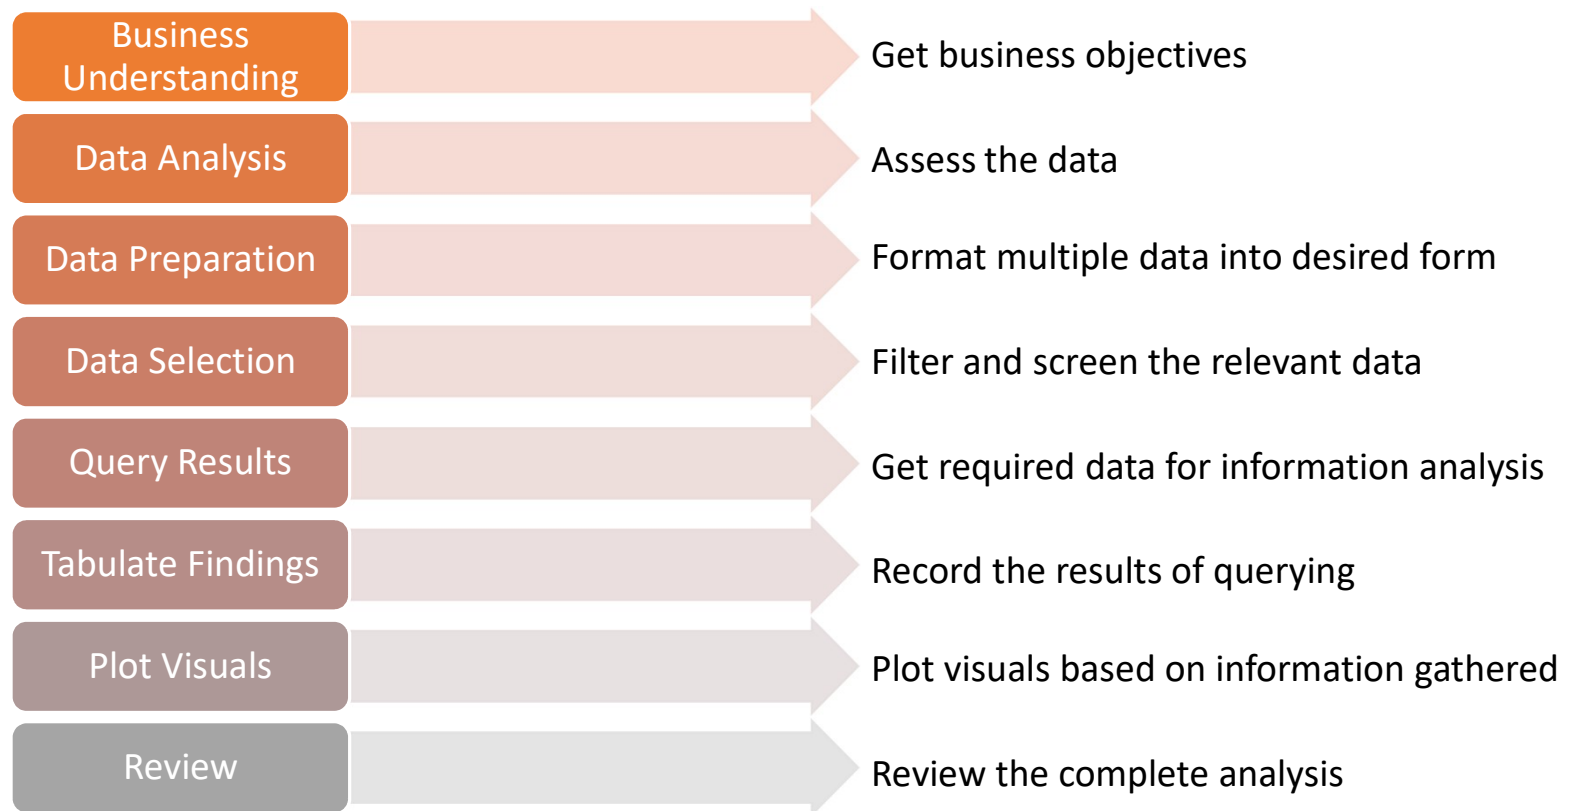 Business
Understanding
Get business objectives
Data Analysis
Assess the data
Data Preparation
Format multiple data into desired form
Data Selection
Filter and screen the relevant data
Query Results
Get required data for information analysis
Tabulate Findings
Record the results of querying
Plot Visuals
Plot visuals based on information gathered
Review
Review the complete analysis